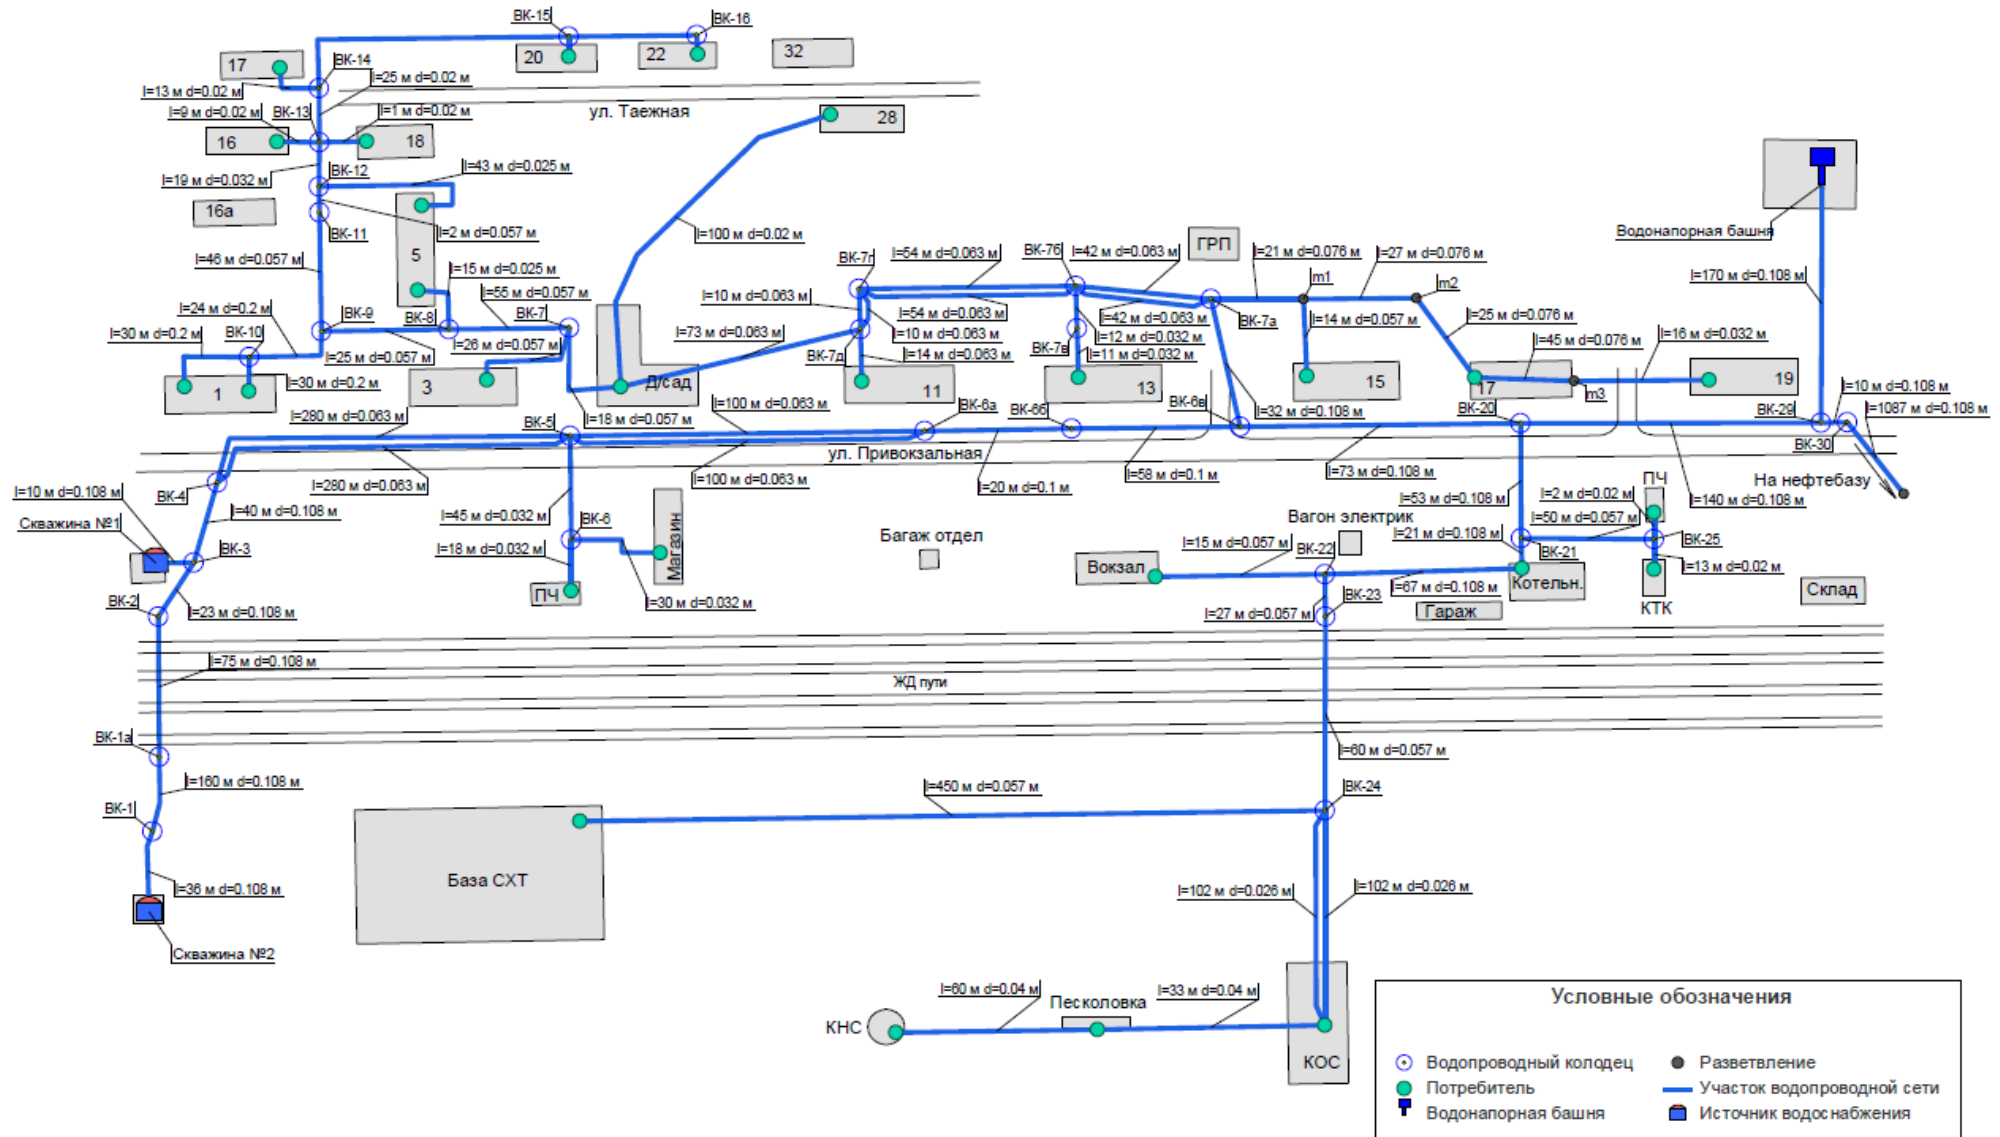 ВК-15
ВК-16
17
ВК-14
20
22
32
l=25 м d=0.02 м
l=13 м d=0.02 м
l=9 м d=0.02 м
ВК-13
l=1 м d=0.02 м
ул. Таежная
28
16
18
ВК-12
l=43 м d=0.025 м
l=19 м d=0.032 м
16а
ВК-11
l=2 м d=0.057 м
l=100 м d=0.02 м
ГРП
Водонапорная башня
l=46 м d=0.057 м
5
ВК-7г
l=54 м d=0.063 м
ВК-7б
l=42 м d=0.063 м
l=21 м d=0.076 м
l=27 м d=0.076 м
l=15 м d=0.025 м
l=170 м d=0.108 м
m1
m2
l=24 м d=0.2 м
l=55 м d=0.057 м
l=10 м d=0.063 м
l=54 м d=0.063 м
l=42 м d=0.063 м
ВК-7а
l=14 м d=0.057 м
l=25 м d=0.076 м
l=30 м d=0.2 м
ВК-10
ВК-9
ВК-8
ВК-7
l=73 м d=0.063 м
l=10 м d=0.063 м
l=12 м d=0.032 м
l=45 м d=0.076 м
l=16 м d=0.032 м
l=25 м d=0.057 м
l=26 м d=0.057 м
ВК-7д
l=14 м d=0.063 м
ВК-7в
l=11 м d=0.032 м
1
l=30 м d=0.2 м
3
Д/сад
11
13
15
17
m3
19
l=10 м d=0.108 м
l=280 м d=0.063 м
l=100 м d=0.063 м
ВК-6а
ВК-6б
ВК-6в
l=32 м d=0.108 м
ВК-20
ВК-29
l=1087 м d=0.108 м
ВК-5
l=18 м d=0.057 м
ВК-30
ул. Привокзальная
l=58 м d=0.1 м
l=73 м d=0.108 м
l=280 м d=0.063 м
l=100 м d=0.063 м
l=20 м d=0.1 м
ПЧ
На нефтебазу
l=10 м d=0.108 м
ВК-4
l=40 м d=0.108 м
l=45 м d=0.032 м
ВК-6
Магазин
l=53 м d=0.108 м
l=2 м d=0.02 м
l=140 м d=0.108 м
Скважина №1
Багаж отдел
Вагон электрик
l=50 м d=0.057 м
l=21 м d=0.108 м
ВК-3
l=18 м d=0.032 м
l=15 м d=0.057 м
ВК-22
ВК-21
ВК-25
Вокзал
l=13 м d=0.02 м
Котельн.
l=67 м d=0.108 м
ВК-2
l=23 м d=0.108 м
ПЧ
l=30 м d=0.032 м
ВК-23
l=27 м d=0.057 м
Гараж
КТК
Склад
l=75 м d=0.108 м
ЖД пути
ВК-1а
l=60 м d=0.057 м
l=160 м d=0.108 м
l=450 м d=0.057 м
ВК-24
ВК-1
База СХТ
l=36 м d=0.108 м
l=102 м d=0.026 м
l=102 м d=0.026 м
Скважина №2
l=60 м d=0.04 м
Песколовка
l=33 м d=0.04 м
КНС
КОС
Условные обозначения
Водопроводный колодец
Разветвление
Потребитель
Участок водопроводной сети
Водонапорная башня
Источник водоснабжения